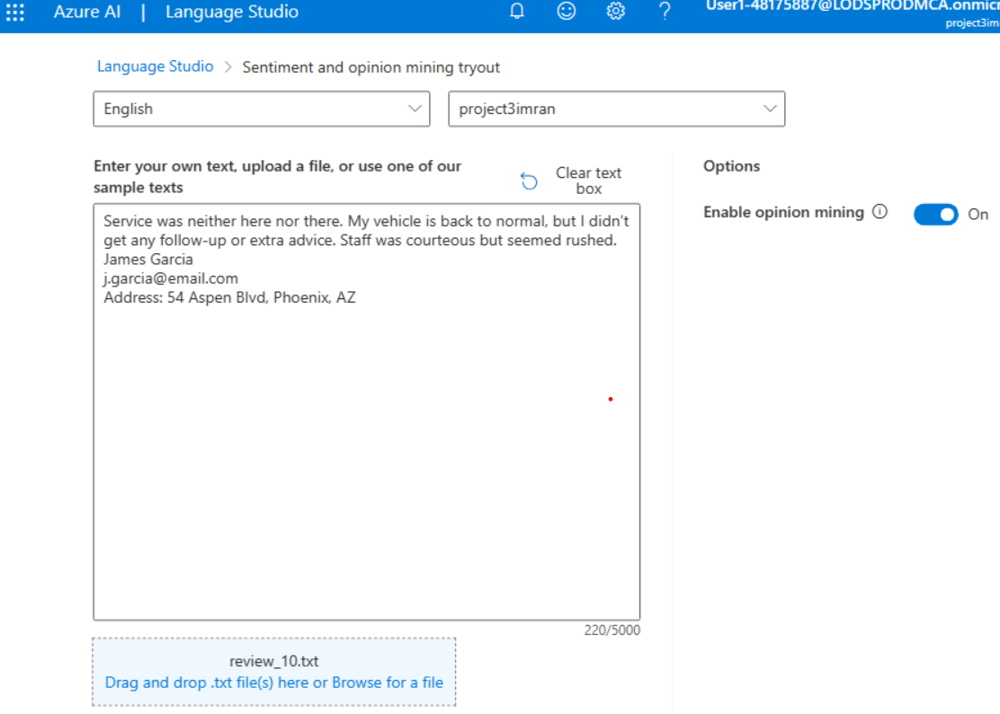 Azure AI | Language Studio
User1-48175887@LODSPRODMCA.onmicr
project3im
Language Studio > Sentiment and opinion mining tryout
English
project3imran
Enter your own text, upload a file, or use one of our
sample texts
Clear text
box
Options
Enable opinion mining
On
Service was neither here nor there. My vehicle is back to normal, but I didn’t
get any follow-up or extra advice. Staff was courteous but seemed rushed.
James Garcia
j.garcia@email.com
Address: 54 Aspen Blvd, Phoenix, AZ
220/5000
review_10.txt
Drag and drop .txt file(s) here or Browse for a file